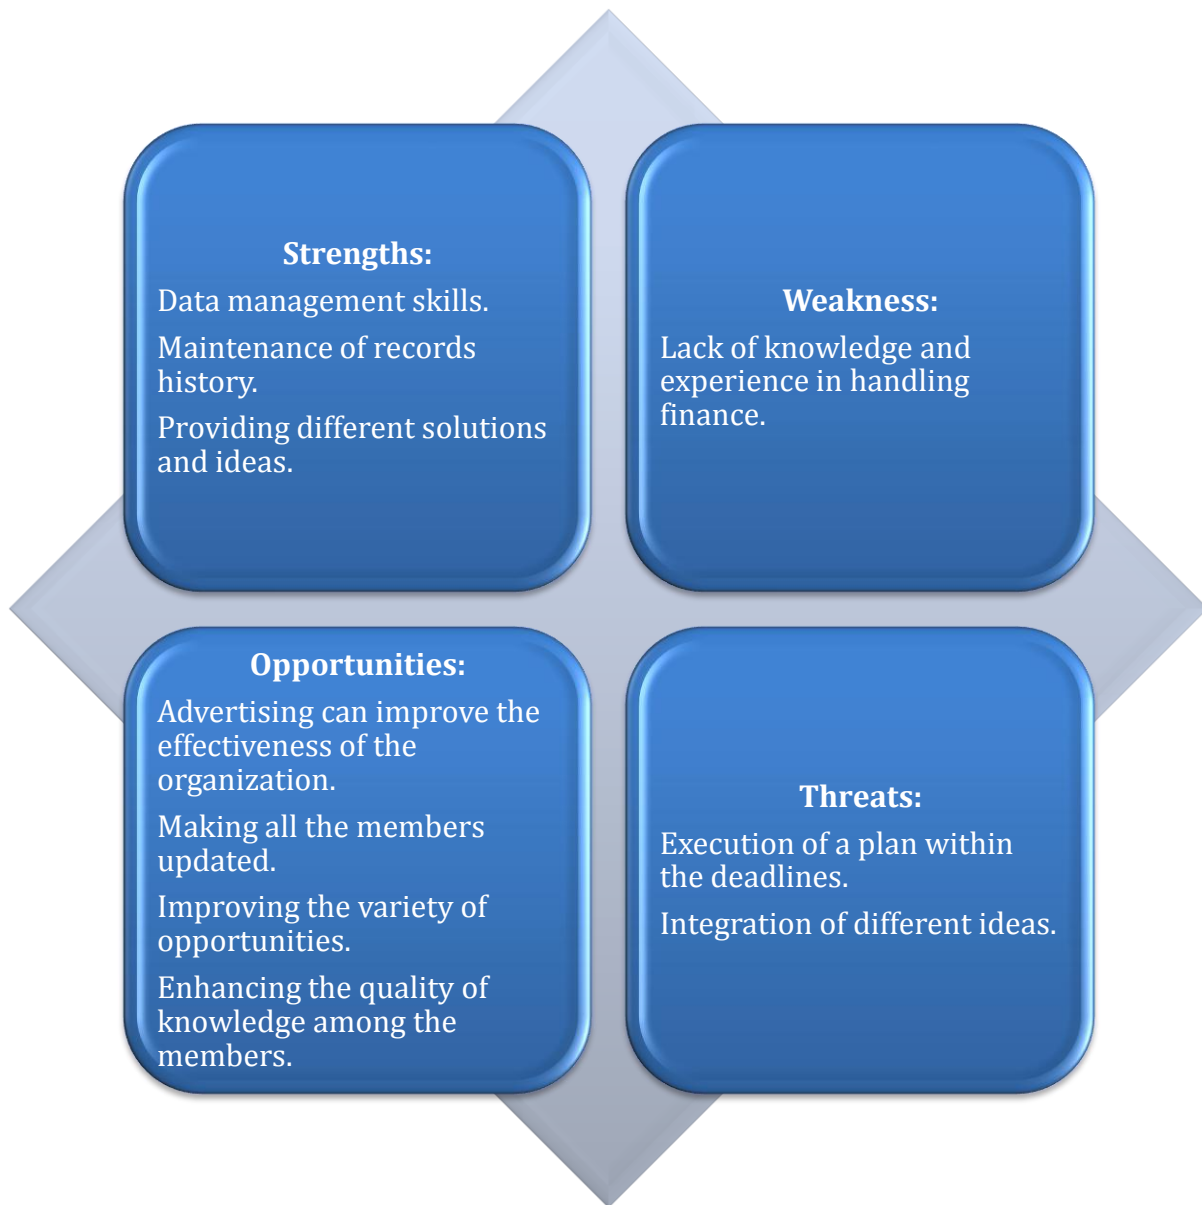 Strengths:
Data management skills.
Maintenance of records
history.
Providing different solutions
and ideas.
Weakness:
Lack of knowledge and
experience in handling
finance.
Opportunities:
Advertising can improve the
effectiveness of the
organization.
Making all the members
updated.
Improving the variety of
opportunities.
Enhancing the quality of
knowledge among the
members.
Threats:
Execution of a plan within
the deadlines.
Integration of different ideas.